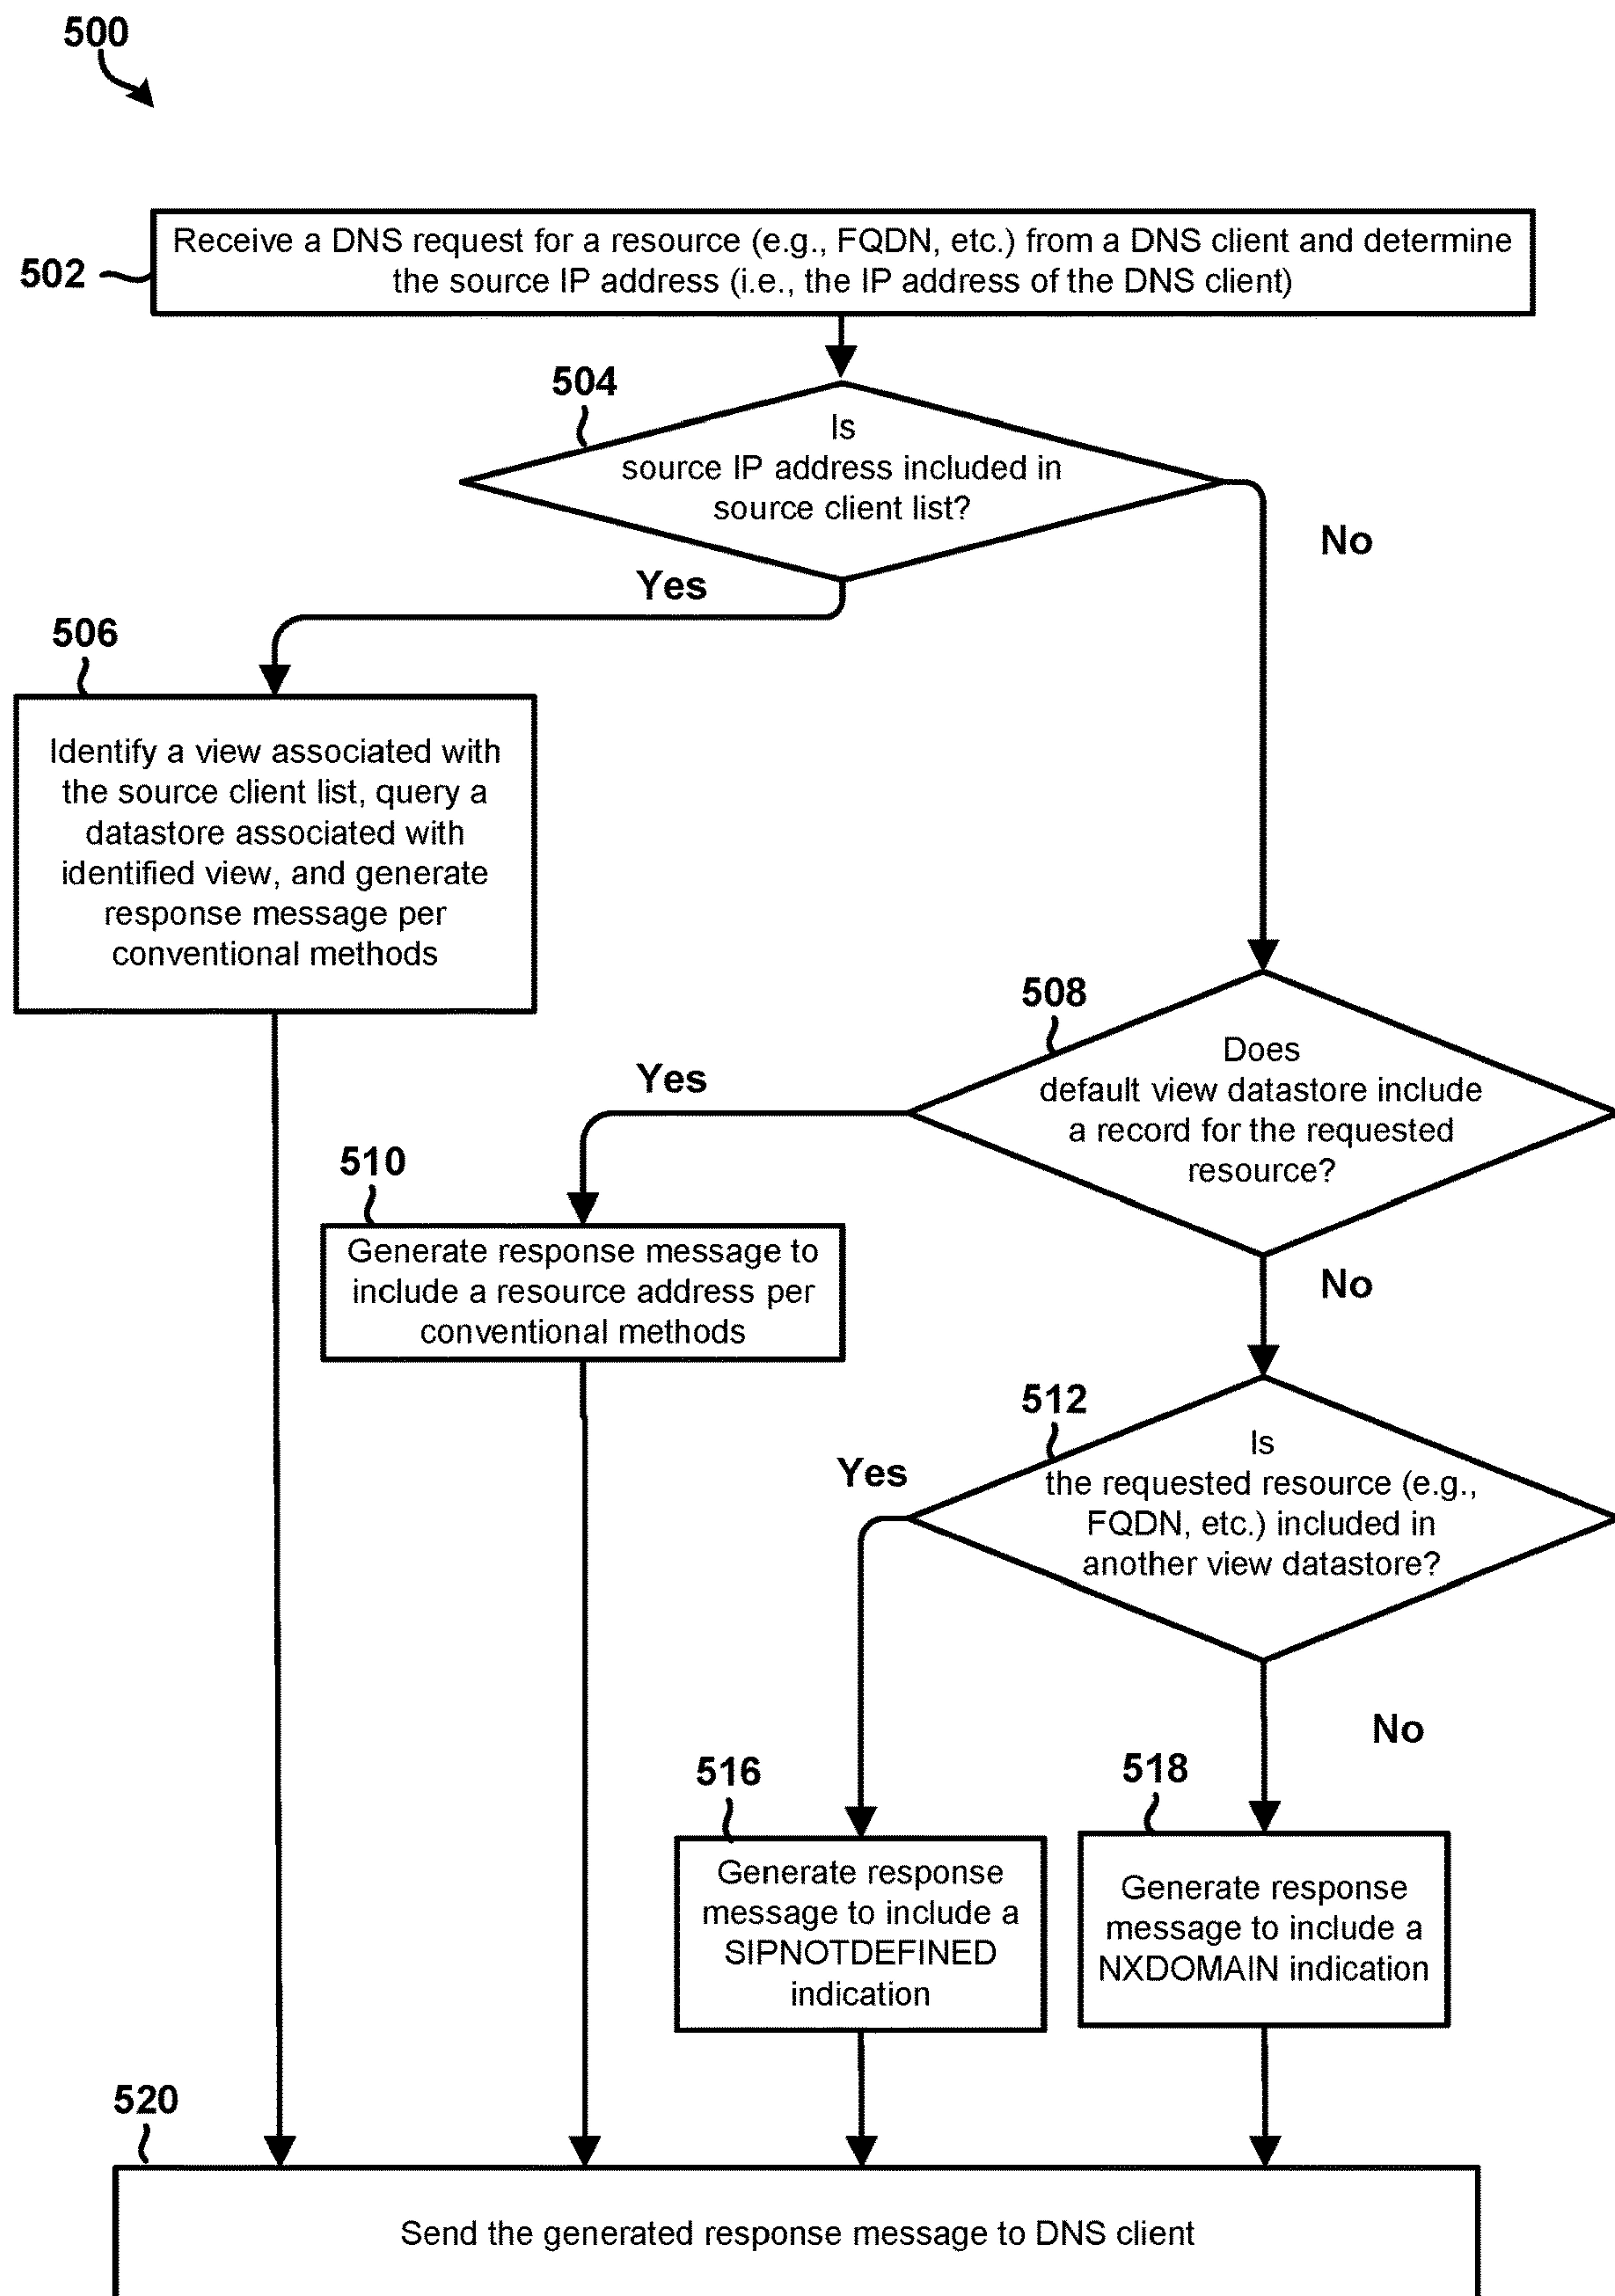 500
502
Receive a DNS request for a resource (e.g., FQDN, etc.) from a DNS client and determine
the source IP address (i.e., the IP address of the DNS client)
504
Is
source IP address included in
source client list?
No
Yes
506
Identify a view associated with
the source client list, query a
datastore associated with
identified view, and generate
response message per
conventional methods
508
Does
default view datastore include
a record for the requested
resource?
Yes
510
Generate response message to
include a resource address per
conventional methods
No
512
Is
the requested resource (e.g.,
FQDN, etc.) included in
another view datastore?
Yes
No
516
Generate response
message to include a
SIPNOTDEFINED
indication
518
Generate response
message to include a
NXDOMAIN indication
520
Send the generated response message to DNS client